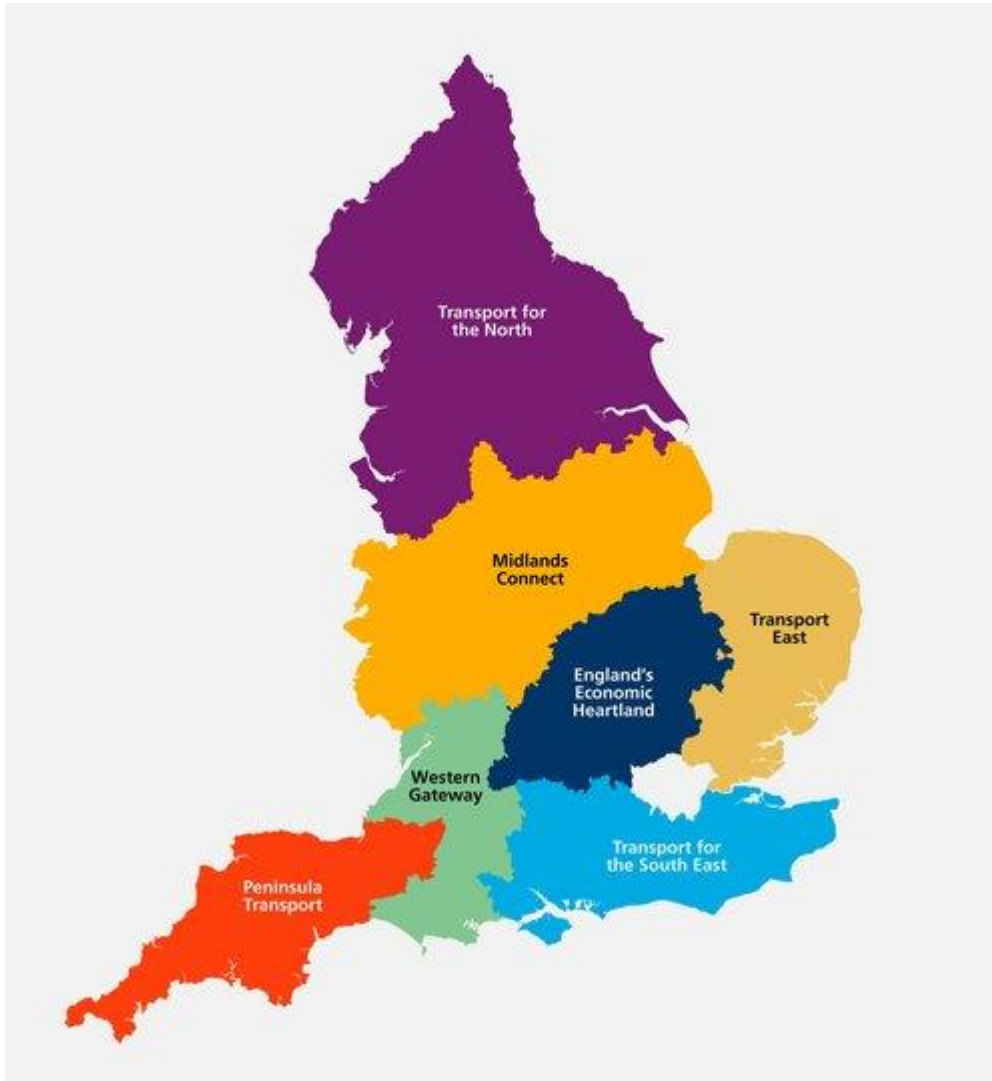 Transport for
the North
Midlands
Connect
Transport
East
England's
Economic
Heartland
Western
Gateway
Transport for
the South East
Peninsula
Transport